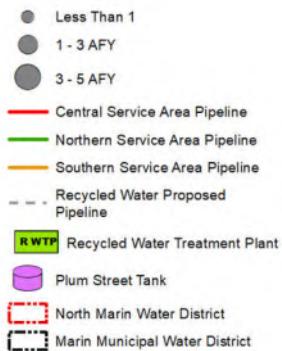 Less Than 1
1 - 3 AFY
3 - 5 AFY
Central Service Area Pipeline
Northern Service Area Pipeline
Southern Service Area Pipeline
Recycled Water Proposed
Pipeline
RWTP Recycled Water Treatment Plant
Plum Street Tank
North Marin Water District
Marin Municipal Water District